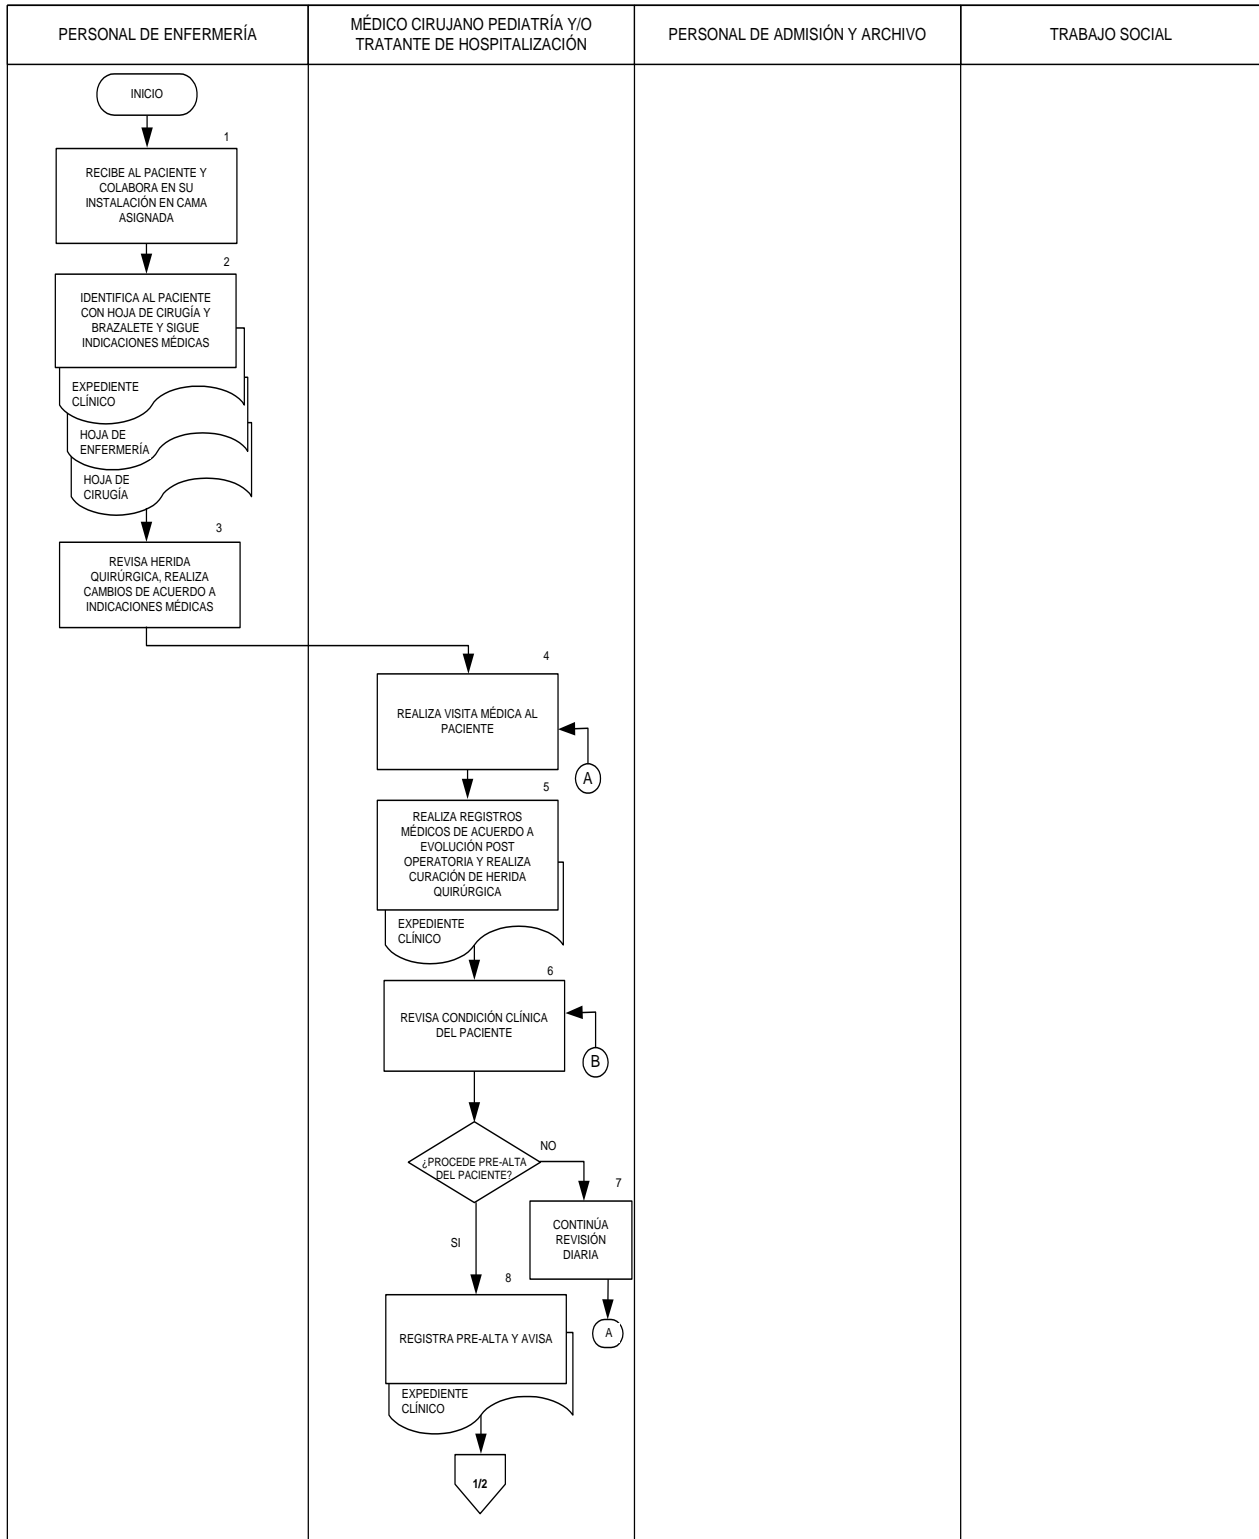 PERSONAL DE ENFERMERÍA
MÉDICO CIRUJANO PEDIATRÍA Y/O
TRATANTE DE HOSPITALIZACIÓN
PERSONAL DE ADMISIÓN Y ARCHIVO
TRABAJO SOCIAL
INICIO
1
RECIBE AL PACIENTE Y
COLABORA EN SU
INSTALACIÓN EN CAMA
ASIGNADA
2
IDENTIFICA AL PACIENTE
CON HOJA DE CIRUGÍA Y
BRAZALETE Y SIGUE
INDICACIONES MÉDICAS
EXPEDIENTE
CLÍNICO
HOJA DE
ENFERMERÍA
HOJA DE
CIRUGÍA
3
REVISA HERIDA
QUIRÚRGICA, REALIZA
CAMBIOS DE ACUERDO A
INDICACIONES MÉDICAS
4
REALIZA VISITA MÉDICA AL
PACIENTE
A
5
REALIZA REGISTROS
MÉDICOS DE ACUERDO A
EVOLUCIÓN POST
OPERATORIA Y REALIZA
CURACIÓN DE HERIDA
QUIRÚRGICA
EXPEDIENTE
CLÍNICO
6
REVISA CONDICIÓN CLÍNICA
DEL PACIENTE
B
¿PROCEDE PRE-ALTA
DEL PACIENTE?
NO
7
CONTINÚA
REVISIÓN
DIARIA
A
SI
8
REGISTRA PRE-ALTA Y AVISA
EXPEDIENTE
CLÍNICO
1/2